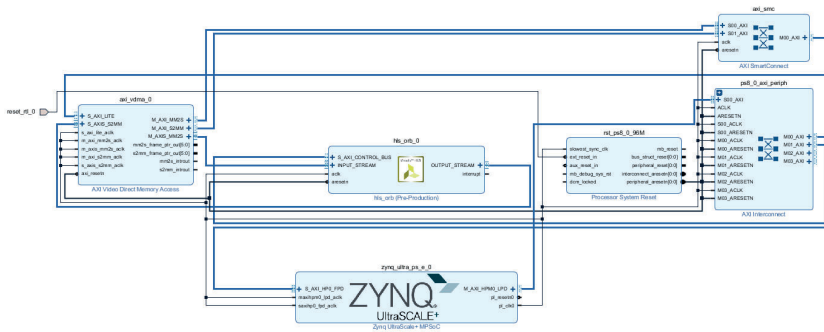 axi_smc
S00_AXI
S01_AXI
aclk
aresetn
M00_AXI
AXI SmartConnect
reset_rtl_0
axi_vdma_0
S_AXI_LITE
S_AXIS_S2MM
s_axi_lite_aclk
m_axi_mm2s_aclk
m_axis_mm2s_aclk
m_axi_s2mm_aclk
s_axis_s2mm_aclk
axi_resetn
M_AXI_MM2S
M_AXI_S2MM
M_AXIS_MM2S
mm2s_frame_ptr_out[5:0]
s2mm_frame_ptr_out[5:0]
mm2s_introut
s2mm_introut
AXI Video Direct Memory Access
hls_orb_0
S_AXI_CONTROL_BUS
INPUT_STREAM
aclk
aresetn
OUTPUT_STREAM
interrupt
hls_orb (Pre-Production)
rst_ps8_0_96M
slowest_sync_clk
ext_reset_in
aux_reset_in
mb_debug_sys_rst
dcm_locked
mb_reset
bus_struct_reset[0:0]
peripheral_reset[0:0]
interconnect_aresetn[0:0]
peripheral_aresetn[0:0]
Processor System Reset
ps8_0_axi_periph
S00_AXI
ACLK
ARESETN
S00_ACLK
S00_ARESETN
M00_ACLK
M00_ARESETN
M01_ACLK
M01_ARESETN
M02_ACLK
M02_ARESETN
M03_ACLK
M03_ARESETN
M00_AXI
M01_AXI
M02_AXI
M03_AXI
AXI Interconnect
zynq_ultra_ps_e_0
S_AXI_HP0_FPD
maxihpm0_lpd_aclk
saxihp0_fpd_aclk
ZYNQ
UltraSCALE+
M_AXI_HPM0_LPD
pl_resetn0
pl_clk0
Zynq UltraScale+ MPSoC